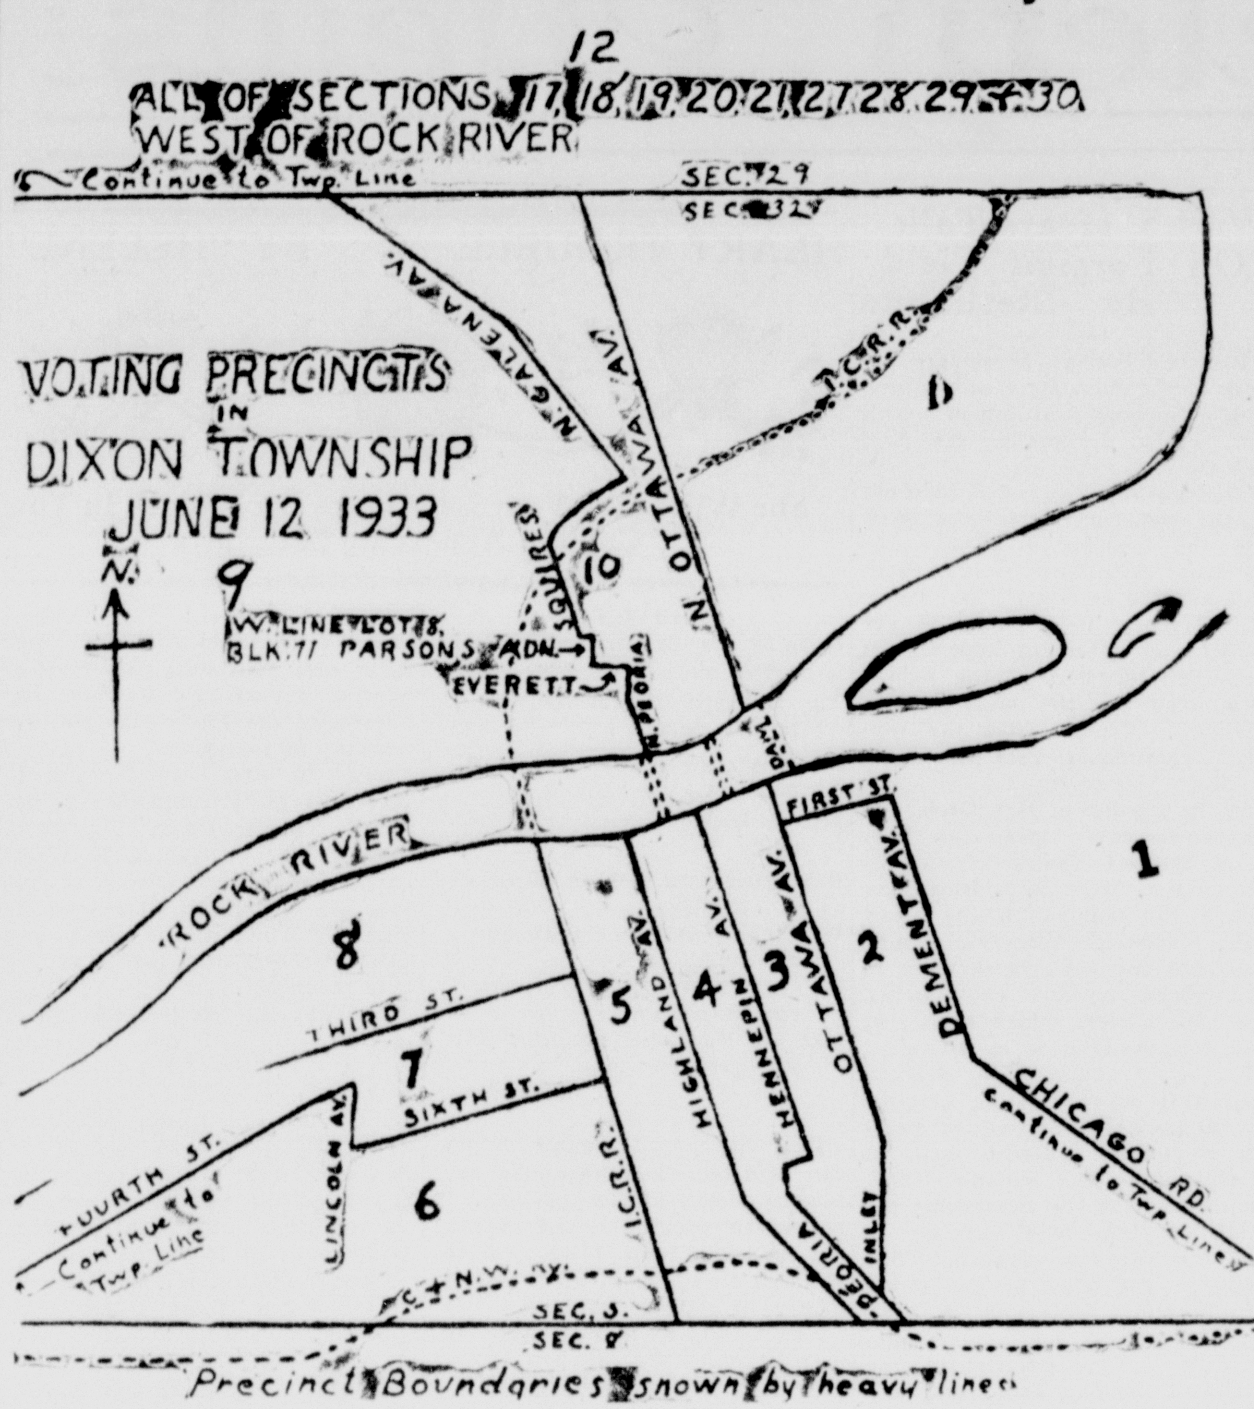 12
ALL OF SECTIONS 17, 18, 19, 20, 21, 27, 28, 29 & 30
WEST OF ROCK RIVER
Continue to Twp. Line
SEC. 29
SEC. 32
N. GALENA AV.
N. OTTAWA AV.
I.C.R.R.
VOTING PRECINCTS
IN
DIXON TOWNSHIP
JUNE 12 1933
N.
9
SQUIRES
10
W. LINE LOT 8,
BLK. 71 PARSONS ADN.
EVERETT
N. PEORIA
DAM
ROCK RIVER
FIRST ST.
1
8
5
HIGHLAND AV.
4
HENNEPIN AV.
3
OTTAWA AV.
2
DEMENT AV.
THIRD ST.
7
SIXTH ST.
FOURTH ST.
Continue to
Twp. Line
LINCOLN AV.
6
I.C.R.R.
CHICAGO RD.
Continue to Twp. Line
PEORIA
INLET
C + N.W. RY.
SEC. 5.
SEC. 8
Precinct Boundaries shown by heavy lines